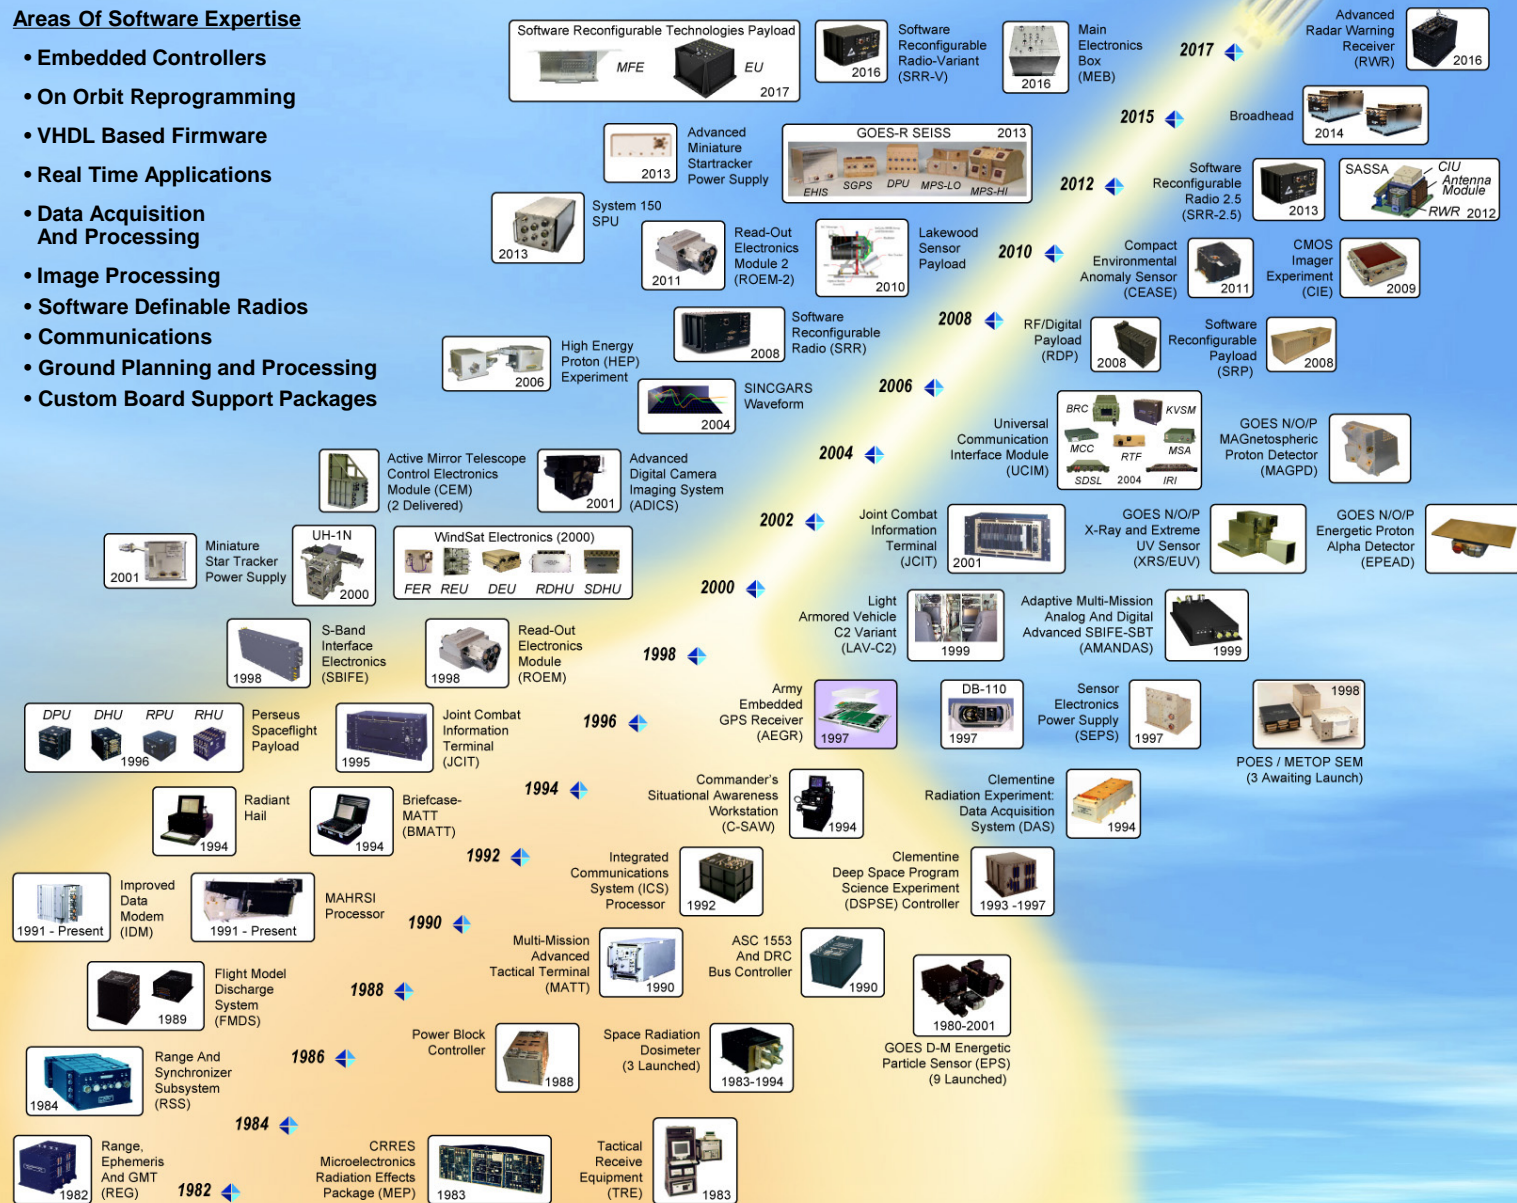 Areas Of Software Expertise
• Embedded Controllers
• On Orbit Reprogramming
• VHDL Based Firmware
• Real Time Applications
• Data Acquisition
And Processing
• Image Processing
• Software Definable Radios
• Communications
• Ground Planning and Processing
• Custom Board Support Packages
Software Reconfigurable Technologies Payload
MFE
EU
2017
2016
Software
Reconfigurable
Radio-Variant
(SRR-V)
2016
Main
Electronics
Box
(MEB)
2017
Advanced
Radar Warning
Receiver
(RWR)
2016
2013
Advanced
Miniature
Startracker
Power Supply
GOES-R SEISS
2013
EHIS
SGPS
DPU
MPS-LO
MPS-HI
2015
Broadhead
2014
2013
System 150
SPU
2011
Read-Out
Electronics
Module 2
(ROEM-2)
2010
Lakewood
Sensor
Payload
2012
Software
Reconfigurable
Radio 2.5
(SRR-2.5)
2013
SASSA
CIU
Antenna
Module
RWR
2012
2010
Compact
Environmental
Anomaly Sensor
(CEASE)
2011
CMOS
Imager
Experiment
(CIE)
2009
2006
High Energy
Proton (HEP)
Experiment
2008
Software
Reconfigurable
Radio (SRR)
2008
RF/Digital
Payload
(RDP)
2008
Software
Reconfigurable
Payload
(SRP)
2008
2004
SINCGARS
Waveform
2006
Universal
Communication
Interface Module
(UCIM)
BRC
KVSM
MCC
RTF
MSA
SDSL
2004
IRI
GOES N/O/P
MAGnetospheric
Proton Detector
(MAGPD)
Active Mirror Telescope
Control Electronics
Module (CEM)
(2 Delivered)
2001
Advanced
Digital Camera
Imaging System
(ADICS)
2004
2001
Miniature
Star Tracker
Power Supply
UH-1N
2000
WindSat Electronics (2000)
FER
REU
DEU
RDHU
SDHU
2002
Joint Combat
Information
Terminal
(JCIT)
2001
GOES N/O/P
X-Ray and Extreme
UV Sensor
(XRS/EUV)
GOES N/O/P
Energetic Proton
Alpha Detector
(EPEAD)
2000
1998
S-Band
Interface
Electronics
(SBIFE)
1998
Read-Out
Electronics
Module
(ROEM)
1998
Light
Armored Vehicle
C2 Variant
(LAV-C2)
1999
Adaptive Multi-Mission
Analog And Digital
Advanced SBIFE-SBT
(AMANDAS)
1999
DPU
DHU
RPU
RHU
1996
Perseus
Spaceflight
Payload
1995
Joint Combat
Information
Terminal
(JCIT)
1996
Army
Embedded
GPS Receiver
(AEGR)
1997
DB-110
1997
Sensor
Electronics
Power Supply
(SEPS)
1997
1998
POES / METOP SEM
(3 Awaiting Launch)
1994
Radiant
Hail
1994
Briefcase-
MATT
(BMATT)
1994
Commander's
Situational Awareness
Workstation
(C-SAW)
1994
Clementine
Radiation Experiment:
Data Acquisition
System (DAS)
1994
1992
1991 - Present
Improved
Data
Modem
(IDM)
1991 - Present
MAHRSI
Processor
Integrated
Communications
System (ICS)
Processor
1992
Clementine
Deep Space Program
Science Experiment
(DSPSE) Controller
1993 -1997
1990
1989
Flight Model
Discharge
System
(FMDS)
Multi-Mission
Advanced
Tactical Terminal
(MATT)
1990
ASC 1553
And DRC
Bus Controller
1990
1988
1980-2001
GOES D-M Energetic
Particle Sensor (EPS)
(9 Launched)
1984
Range And
Synchronizer
Subsystem
(RSS)
1986
Power Block
Controller
1988
Space Radiation
Dosimeter
(3 Launched)
1983-1994
1984
1982
Range,
Ephemeris
And GMT
(REG)
1982
CRRES
Microelectronics
Radiation Effects
Package (MEP)
1983
Tactical
Receive
Equipment
(TRE)
1983